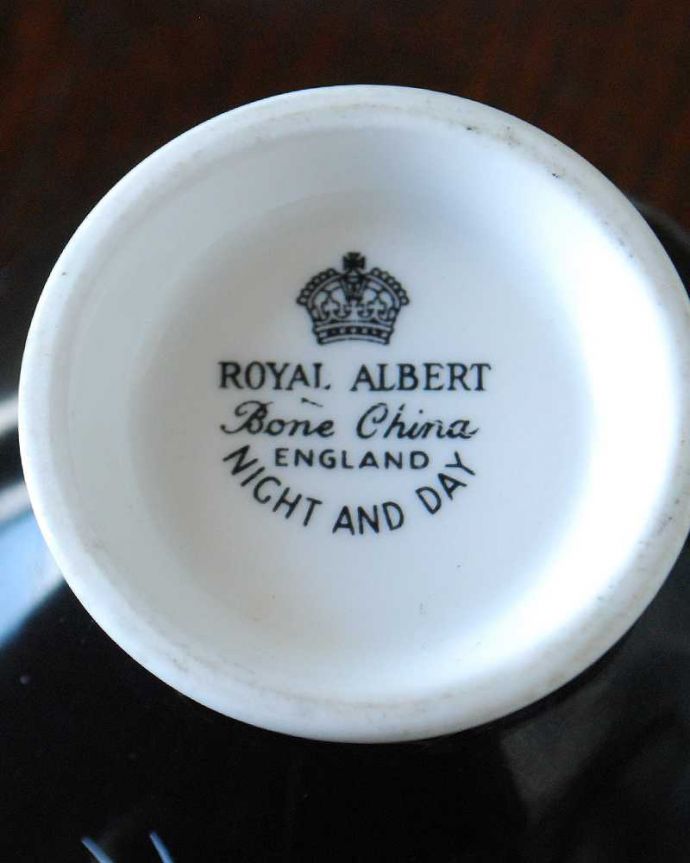 ROYAL ALBERT
Bone China
ENGLAND
NIGHT AND DAY